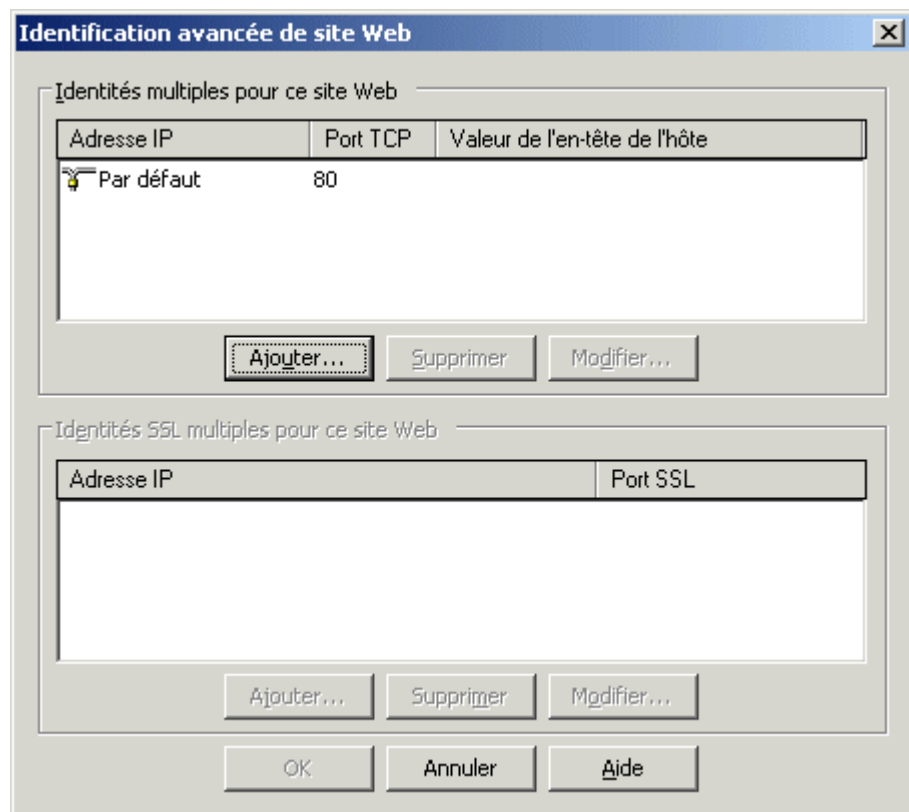 Identification avancée de site Web
Identités multiples pour ce site Web
Adresse IP Port TCP Valeur de l'en-tête de l'hôte
Par défaut 80
Ajouter... Supprimer Modifier...
Identités SSL multiples pour ce site Web
Adresse IP Port SSL
Ajouter... Supprimer Modifier...
OK Annuler Aide